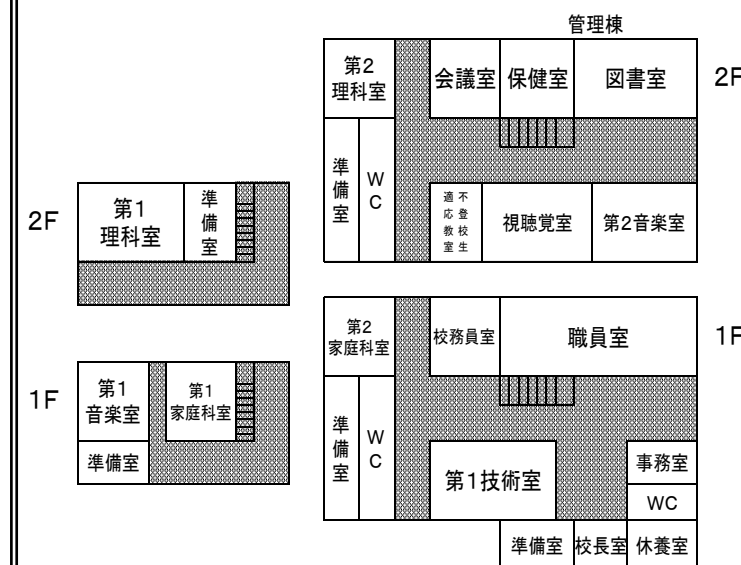 管理棟
第2
理科室
会議室
保健室
図書室
2F
準備室
WC
不登校生
適応教室
視聴覚室
第2音楽室
2F
第1
理科室
準備室
第2
家庭科室
校務員室
職員室
1F
準備室
WC
第1技術室
事務室
WC
準備室
校長室
休養室
1F
第1
音楽室
第1
家庭科室
準備室